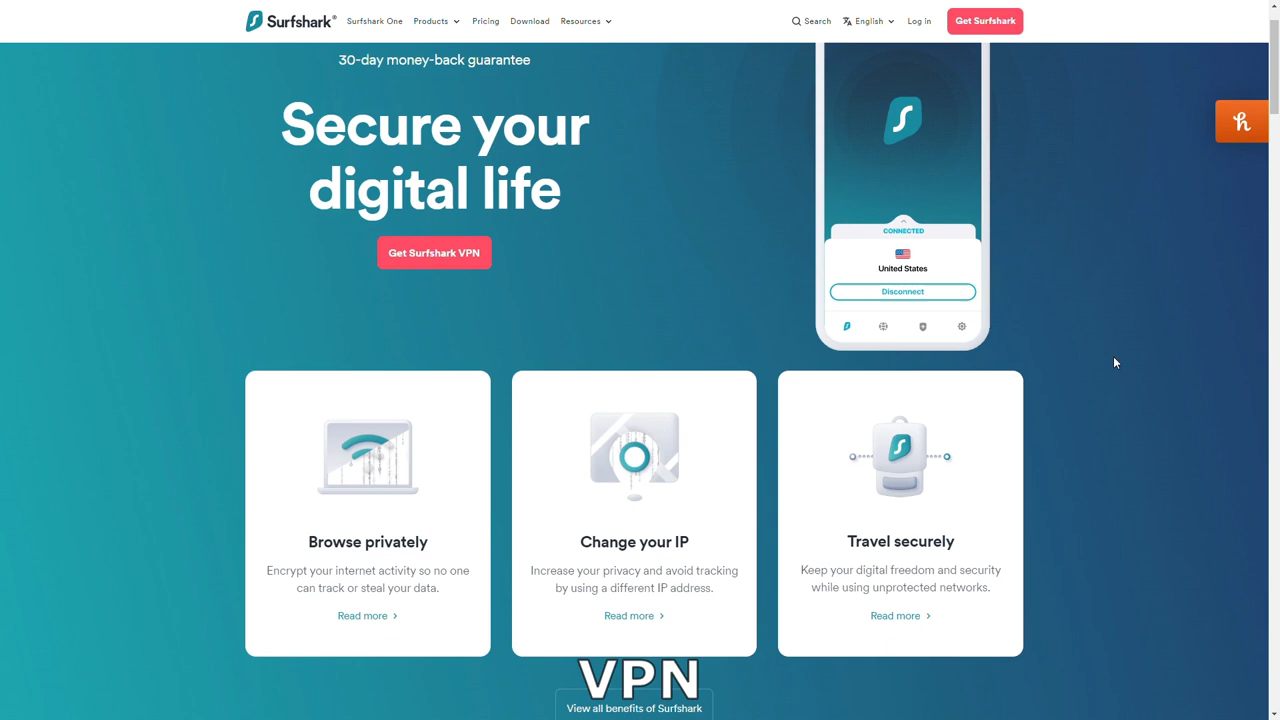 Surfshark® Surfshark One Products Pricing Download Resources Search English Log in Get Surfshark
30-day money-back guarantee
Secure your
digital life
Get Surfshark VPN
CONNECTED
United States
Disconnect
Browse privately
Encrypt your internet activity so no one
can track or steal your data.
Read more
Change your IP
Increase your privacy and avoid tracking
by using a different IP address.
Read more
Travel securely
Keep your digital freedom and security
while using unprotected networks.
Read more
VPN
View all benefits of Surfshark